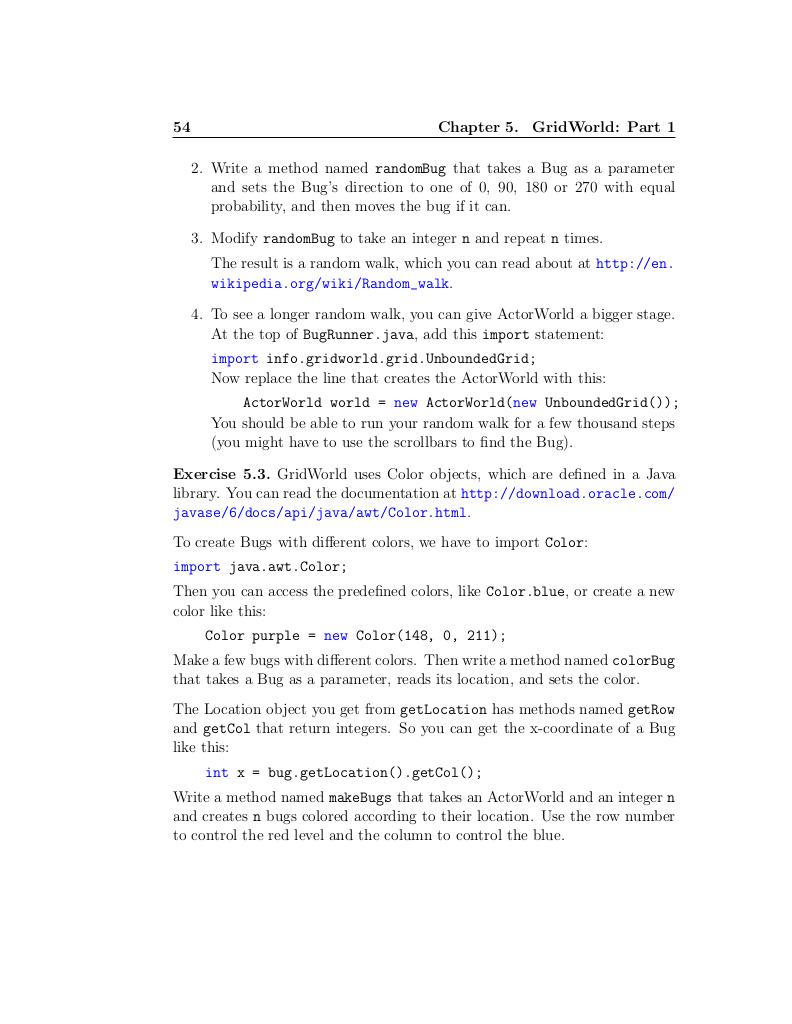 54 Chapter 5. GridWorld: Part 1
2. Write a method named randomBug that takes a Bug as a parameter
and sets the Bug's direction to one of 0, 90, 180 or 270 with equal
probability, and then moves the bug if it can.
3. Modify randomBug to take an integer n and repeat n times.
The result is a random walk, which you can read about at http://en.
wikipedia.org/wiki/Random_walk.
4. To see a longer random walk, you can give ActorWorld a bigger stage.
At the top of BugRunner.java, add this import statement:
import info.gridworld.grid.UnboundedGrid;
Now replace the line that creates the ActorWorld with this:
ActorWorld world = new ActorWorld(new UnboundedGrid());
You should be able to run your random walk for a few thousand steps
(you might have to use the scrollbars to find the Bug).
Exercise 5.3. GridWorld uses Color objects, which are defined in a Java
library. You can read the documentation at http://download.oracle.com/
javase/6/docs/api/java/awt/Color.html.
To create Bugs with different colors, we have to import Color:
import java.awt.Color;
Then you can access the predefined colors, like Color.blue, or create a new
color like this:
Color purple = new Color(148, 0, 211);
Make a few bugs with different colors. Then write a method named colorBug
that takes a Bug as a parameter, reads its location, and sets the color.
The Location object you get from getLocation has methods named getRow
and getCol that return integers. So you can get the x-coordinate of a Bug
like this:
int x = bug.getLocation().getCol();
Write a method named makeBugs that takes an ActorWorld and an integer n
and creates n bugs colored according to their location. Use the row number
to control the red level and the column to control the blue.